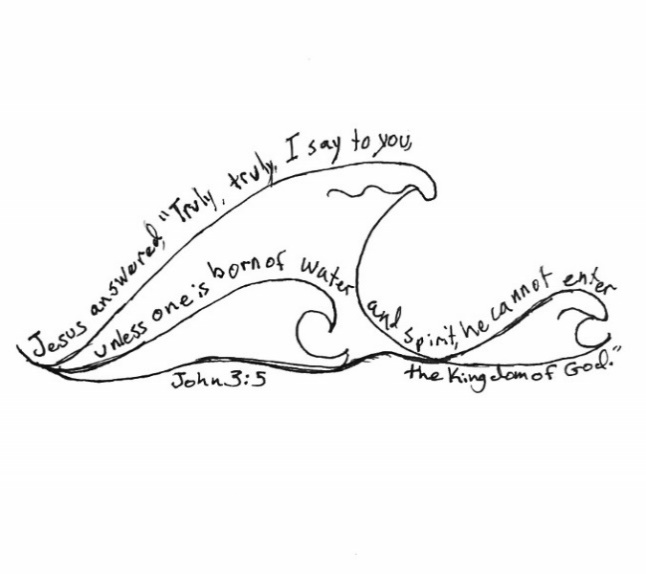 Jesus answered, "Truly, truly, I say to you,
unless one is born of water
and spirit, he cannot enter
the Kingdom of God."
John 3:5